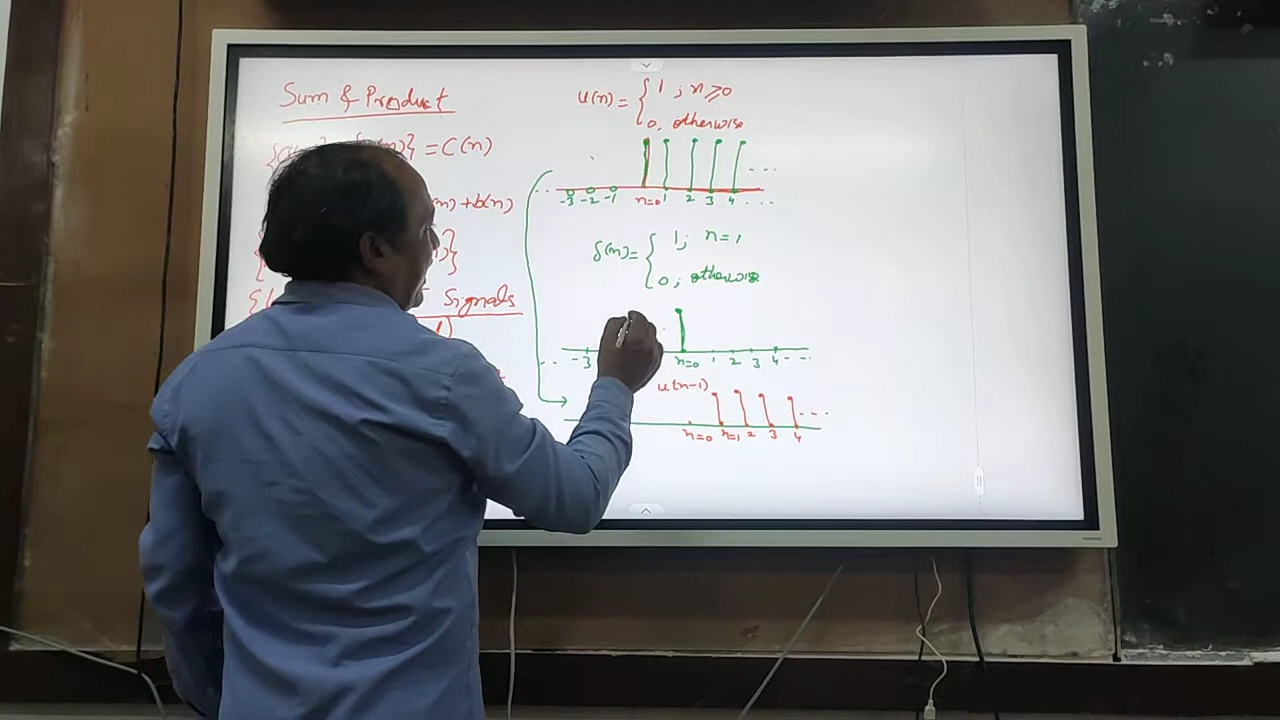 Sum & Product
(n)} = C(n)
(n) + b(n)
Signals
u(n) = { 1 ; n ≥ 0
0, otherwise
-3 -2 -1 n=0 1 2 3 4 ....
δ(n) = { 1; n = 1
0 ; otherwise
-3 n=0 1 2 3 4 ....
u(n-1)
n=0 n=1 2 3 4